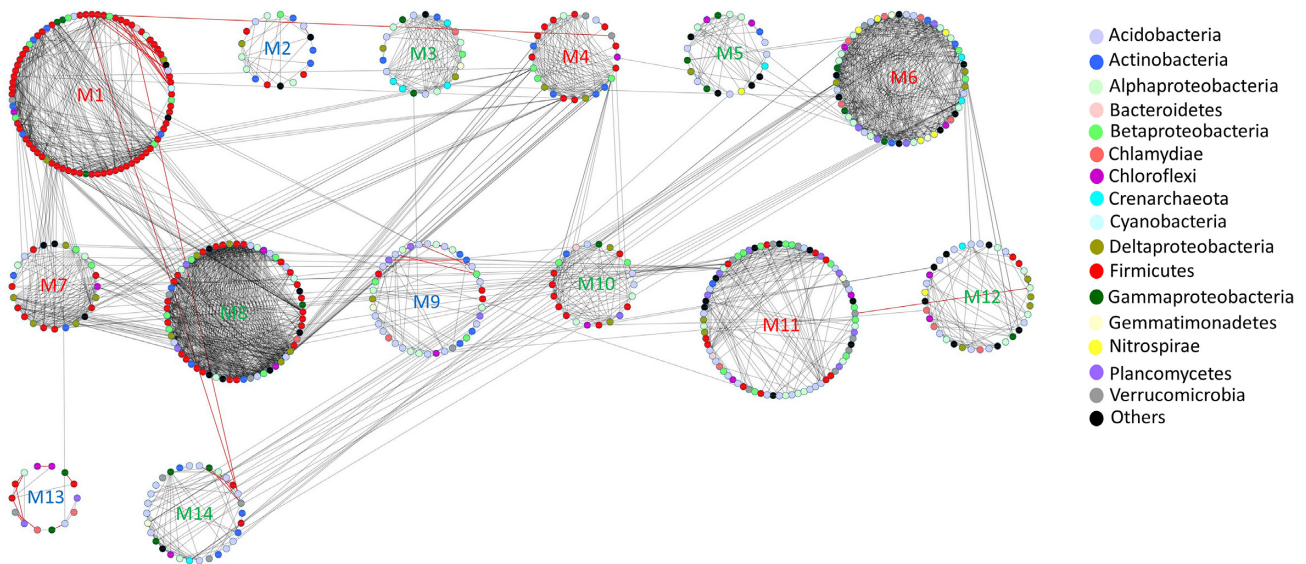 M1
M2
M3
M4
M5
M6
M7
M8
M9
M10
M11
M12
M13
M14
Acidobacteria
Actinobacteria
Alphaproteobacteria
Bacteroidetes
Betaproteobacteria
Chlamydiae
Chloroflexi
Crenarchaeota
Cyanobacteria
Deltaproteobacteria
Firmicutes
Gammaproteobacteria
Gemmatimonadetes
Nitrospirae
Plancomycetes
Verrucomicrobia
Others